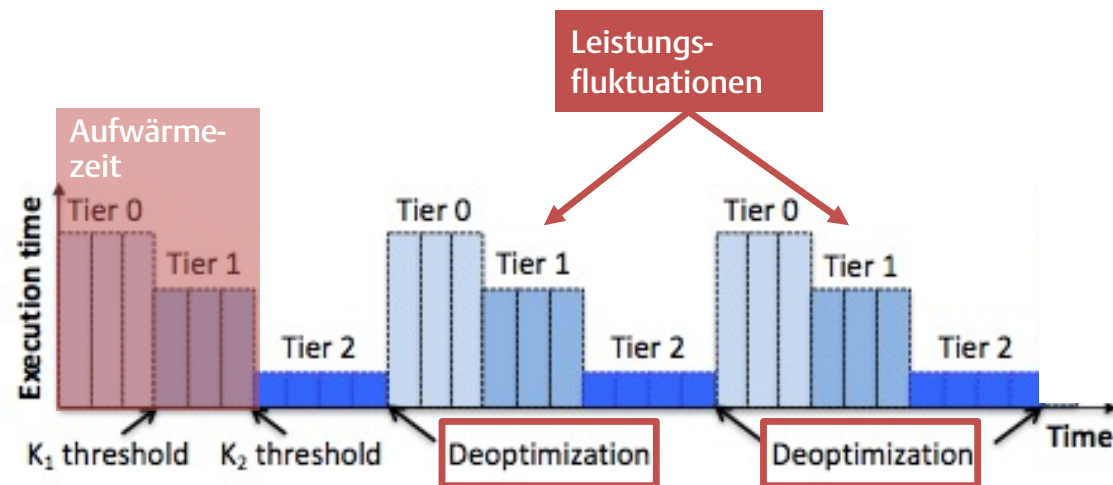 Leistungs-
fluktuationen
Aufwärme-
zeit
Execution time
Tier 0
Tier 1
Tier 2
Tier 0
Tier 1
Tier 2
Tier 0
Tier 1
Tier 2
K₁ threshold
K₂ threshold
Deoptimization
Deoptimization
Time